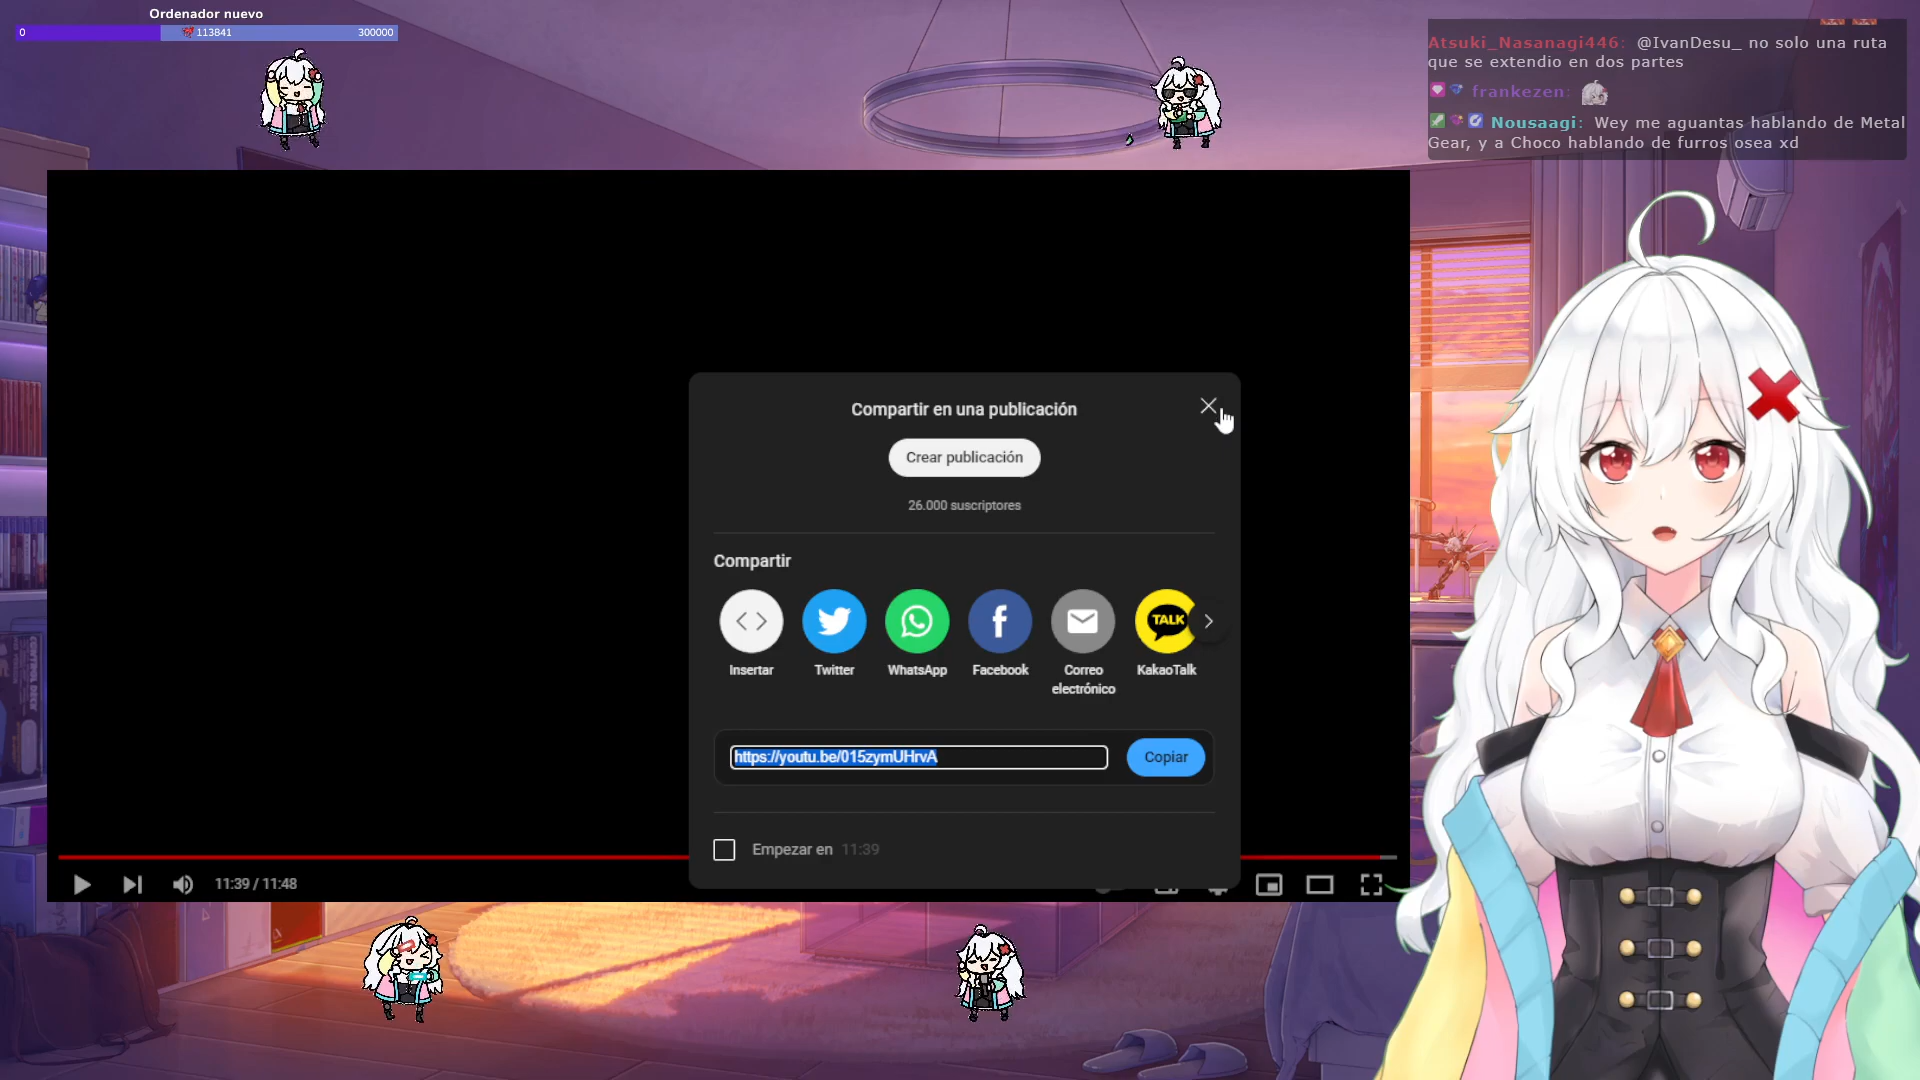 Ordenador nuevo
0 113841 300000
Atsuki_Nasanagi446: @IvanDesu_ no solo una ruta
que se extendio en dos partes
frankezen:
Nousaagi: Wey me aguantas hablando de Metal
Gear, y a Choco hablando de furros osea xd
Compartir en una publicación
Crear publicación
26.000 suscriptores
Compartir
TALK
Insertar Twitter WhatsApp Facebook Correo electrónico KakaoTalk
https://youtu.be/015zymUHrvA Copiar
Empezar en 11:39
11:39 / 11:48
CONTROL DECK